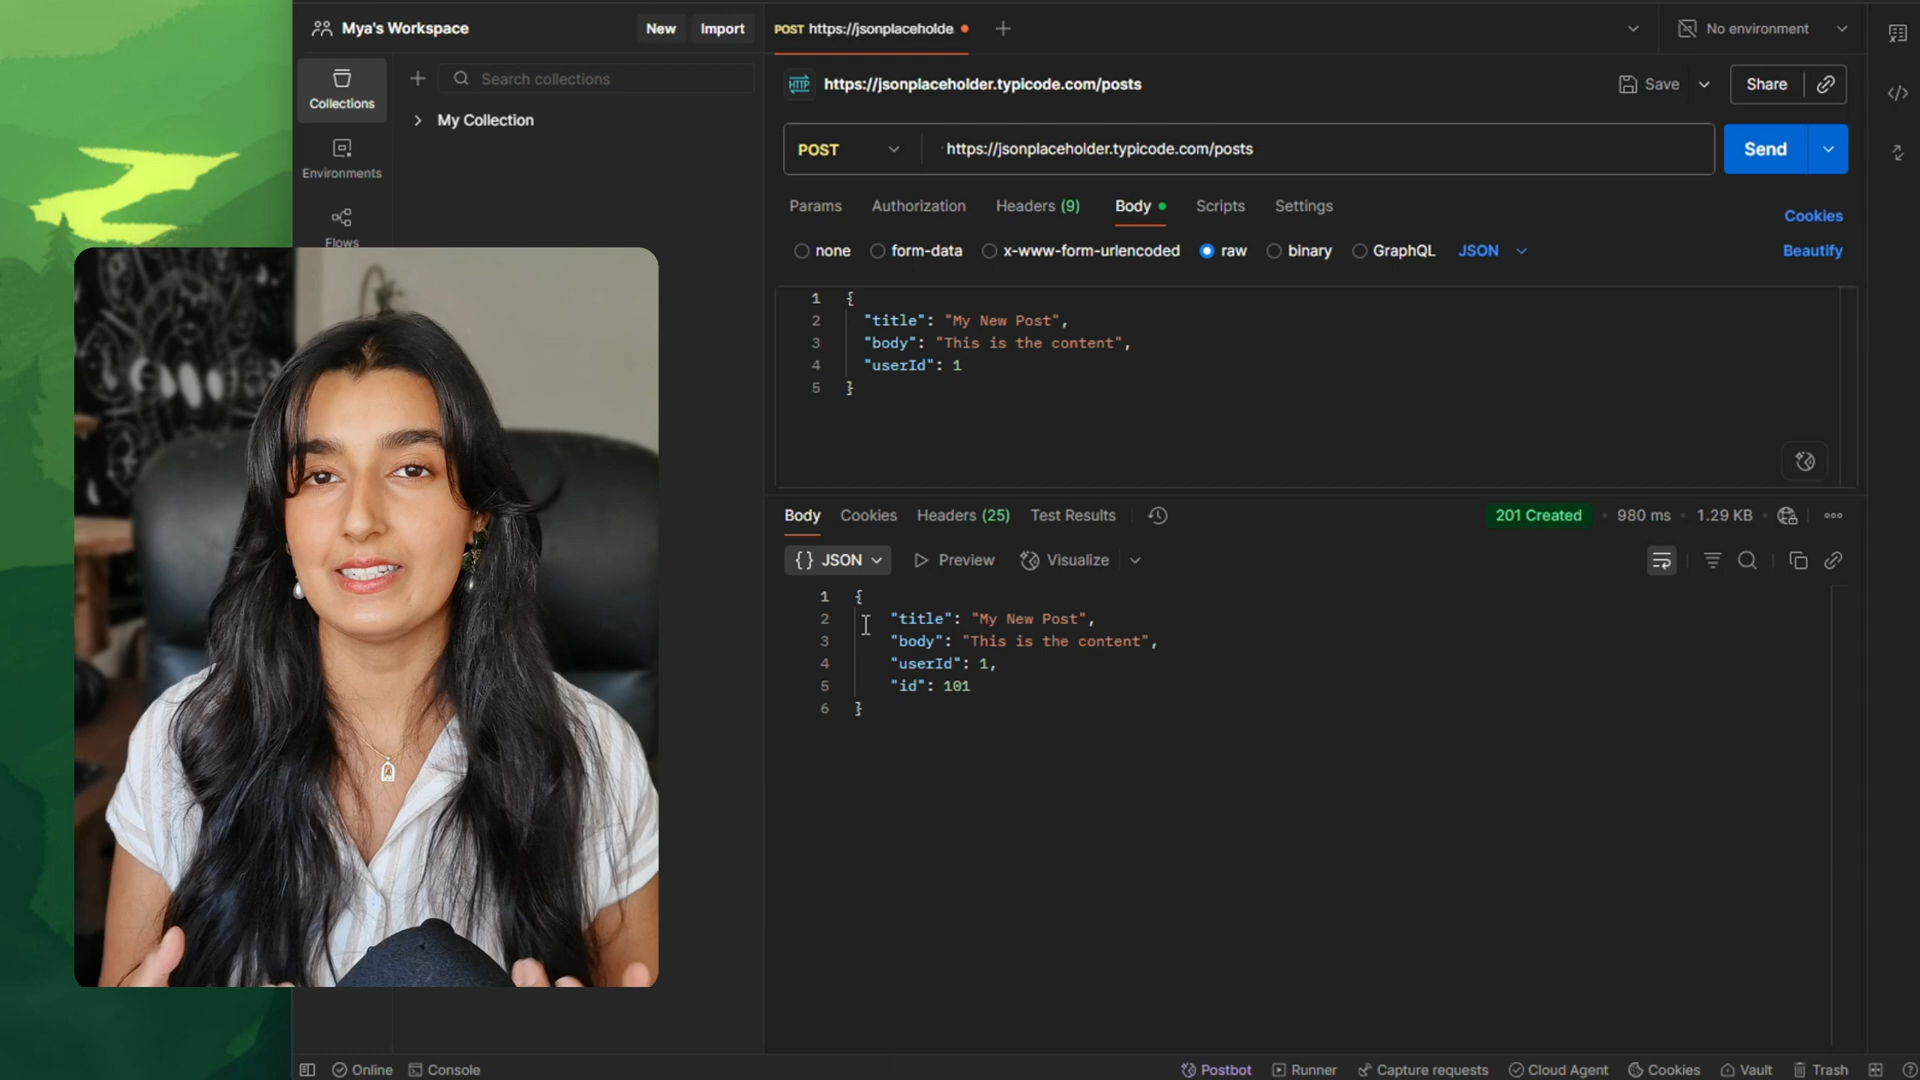 Mya's Workspace
New
Import
POST https://jsonplaceholde
No environment
Collections
Search collections
https://jsonplaceholder.typicode.com/posts
Save
Share
My Collection
POST
https://jsonplaceholder.typicode.com/posts
Send
Environments
Params
Authorization
Headers (9)
Body
Scripts
Settings
Cookies
Flows
none
form-data
x-www-form-urlencoded
raw
binary
GraphQL
JSON
Beautify
1 {
2 "title": "My New Post",
3 "body": "This is the content",
4 "userId": 1
5 }
Body
Cookies
Headers (25)
Test Results
201 Created
980 ms
1.29 KB
{} JSON
Preview
Visualize
1 {
2 "title": "My New Post",
3 "body": "This is the content",
4 "userId": 1,
5 "id": 101
6 }
Online
Console
Postbot
Runner
Capture requests
Cloud Agent
Cookies
Vault
Trash